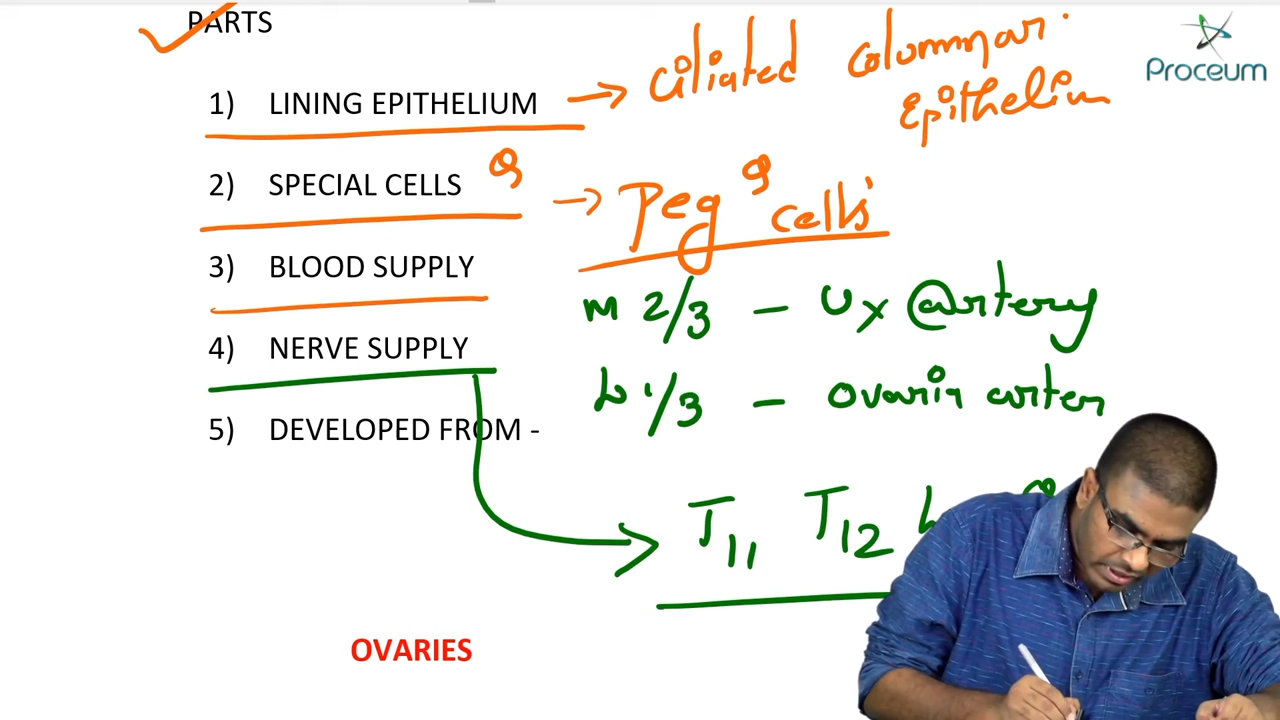 PARTS
Proceum
1) LINING EPITHELIUM → Ciliated Columnar
Epithelium
2) SPECIAL CELLS → Peg cells
3) BLOOD SUPPLY
m 2/3 - Ux artery
4) NERVE SUPPLY
L 1/3 - ovarian artery
5) DEVELOPED FROM -
T11 T12 L
OVARIES